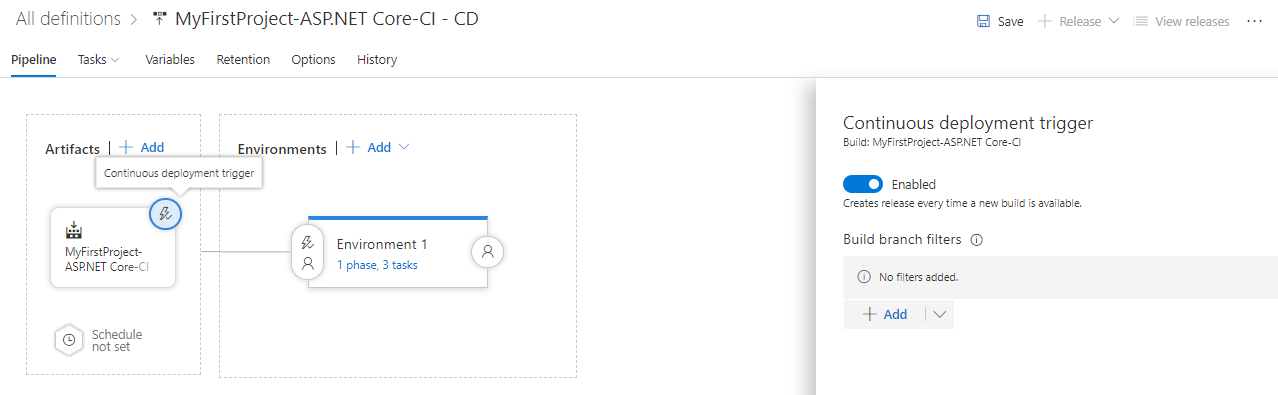 All definitions > MyFirstProject-ASP.NET Core-CI - CD
Save
Release
View releases
...
Pipeline
Tasks
Variables
Retention
Options
History
Artifacts | + Add
Continuous deployment trigger
MyFirstProject-
ASP.NET Core-CI
Schedule
not set
Environments | + Add
Environment 1
1 phase, 3 tasks
Continuous deployment trigger
Build: MyFirstProject-ASP.NET Core-CI
Enabled
Creates release every time a new build is available.
Build branch filters
No filters added.
+ Add